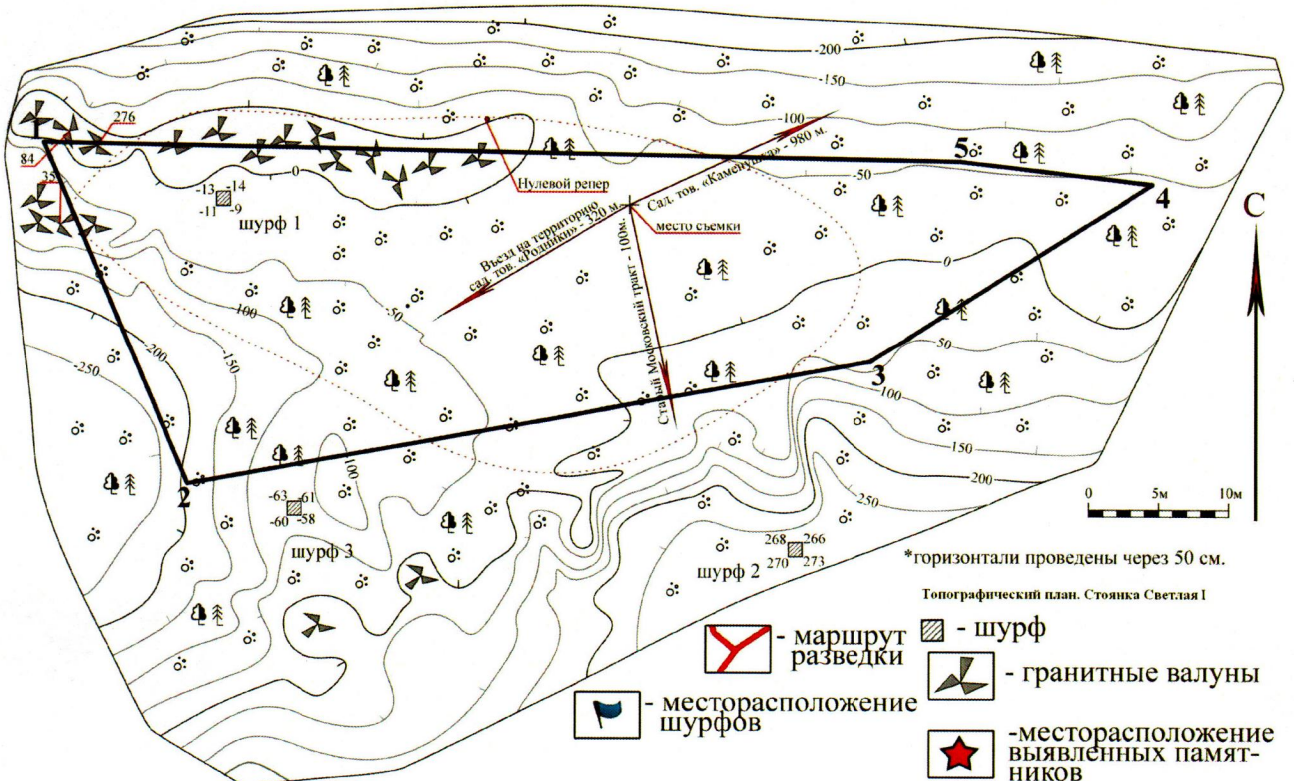 -200
-150
-100
276
1
84
35
0
-13 -14
-11 -9
шурф 1
Нулевой репер
Сад. тов. «Каменушка» - 980 м.
Въезд на территорию
сад. тов. «Родники» - 320 м.
место съемки
Старый Московский тракт - 100м.
5
-50
4
С
0
-50
-100
-150
-200
-250
50
3
100
150
200
250
2
-100
-63 -61
-60 -58
шурф 3
268 266
270 273
шурф 2
0 5м 10м
*горизонтали проведены через 50 см.
Топографический план. Стоянка Светлая I
- маршрут
разведки
- шурф
- гранитные валуны
- месторасположение
шурфов
-месторасположение
выявленных памят-
ников